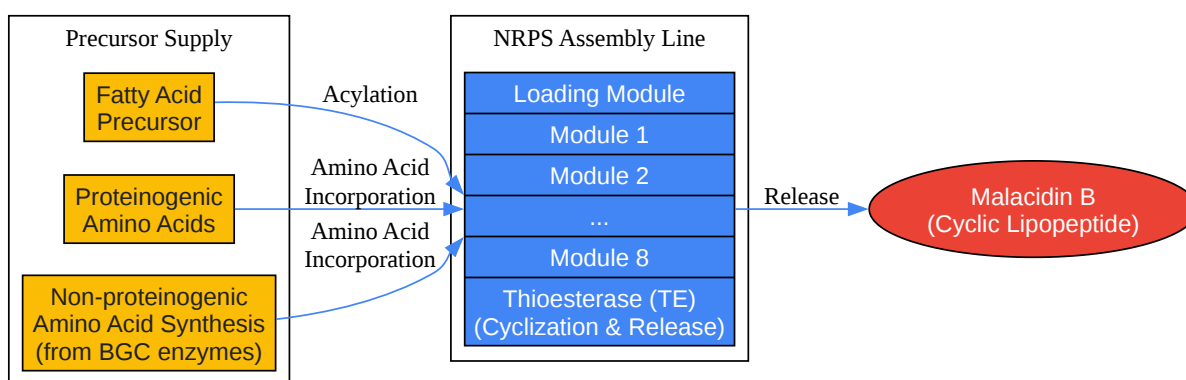 Precursor Supply
Fatty Acid
Precursor
Proteinogenic
Amino Acids
Non-proteinogenic
Amino Acid Synthesis
(from BGC enzymes)
Acylation
Amino Acid
Incorporation
Amino Acid
Incorporation
NRPS Assembly Line
Loading Module
Module 1
Module 2
...
Module 8
Thioesterase (TE)
(Cyclization & Release)
Release
Malacidin B
(Cyclic Lipopeptide)